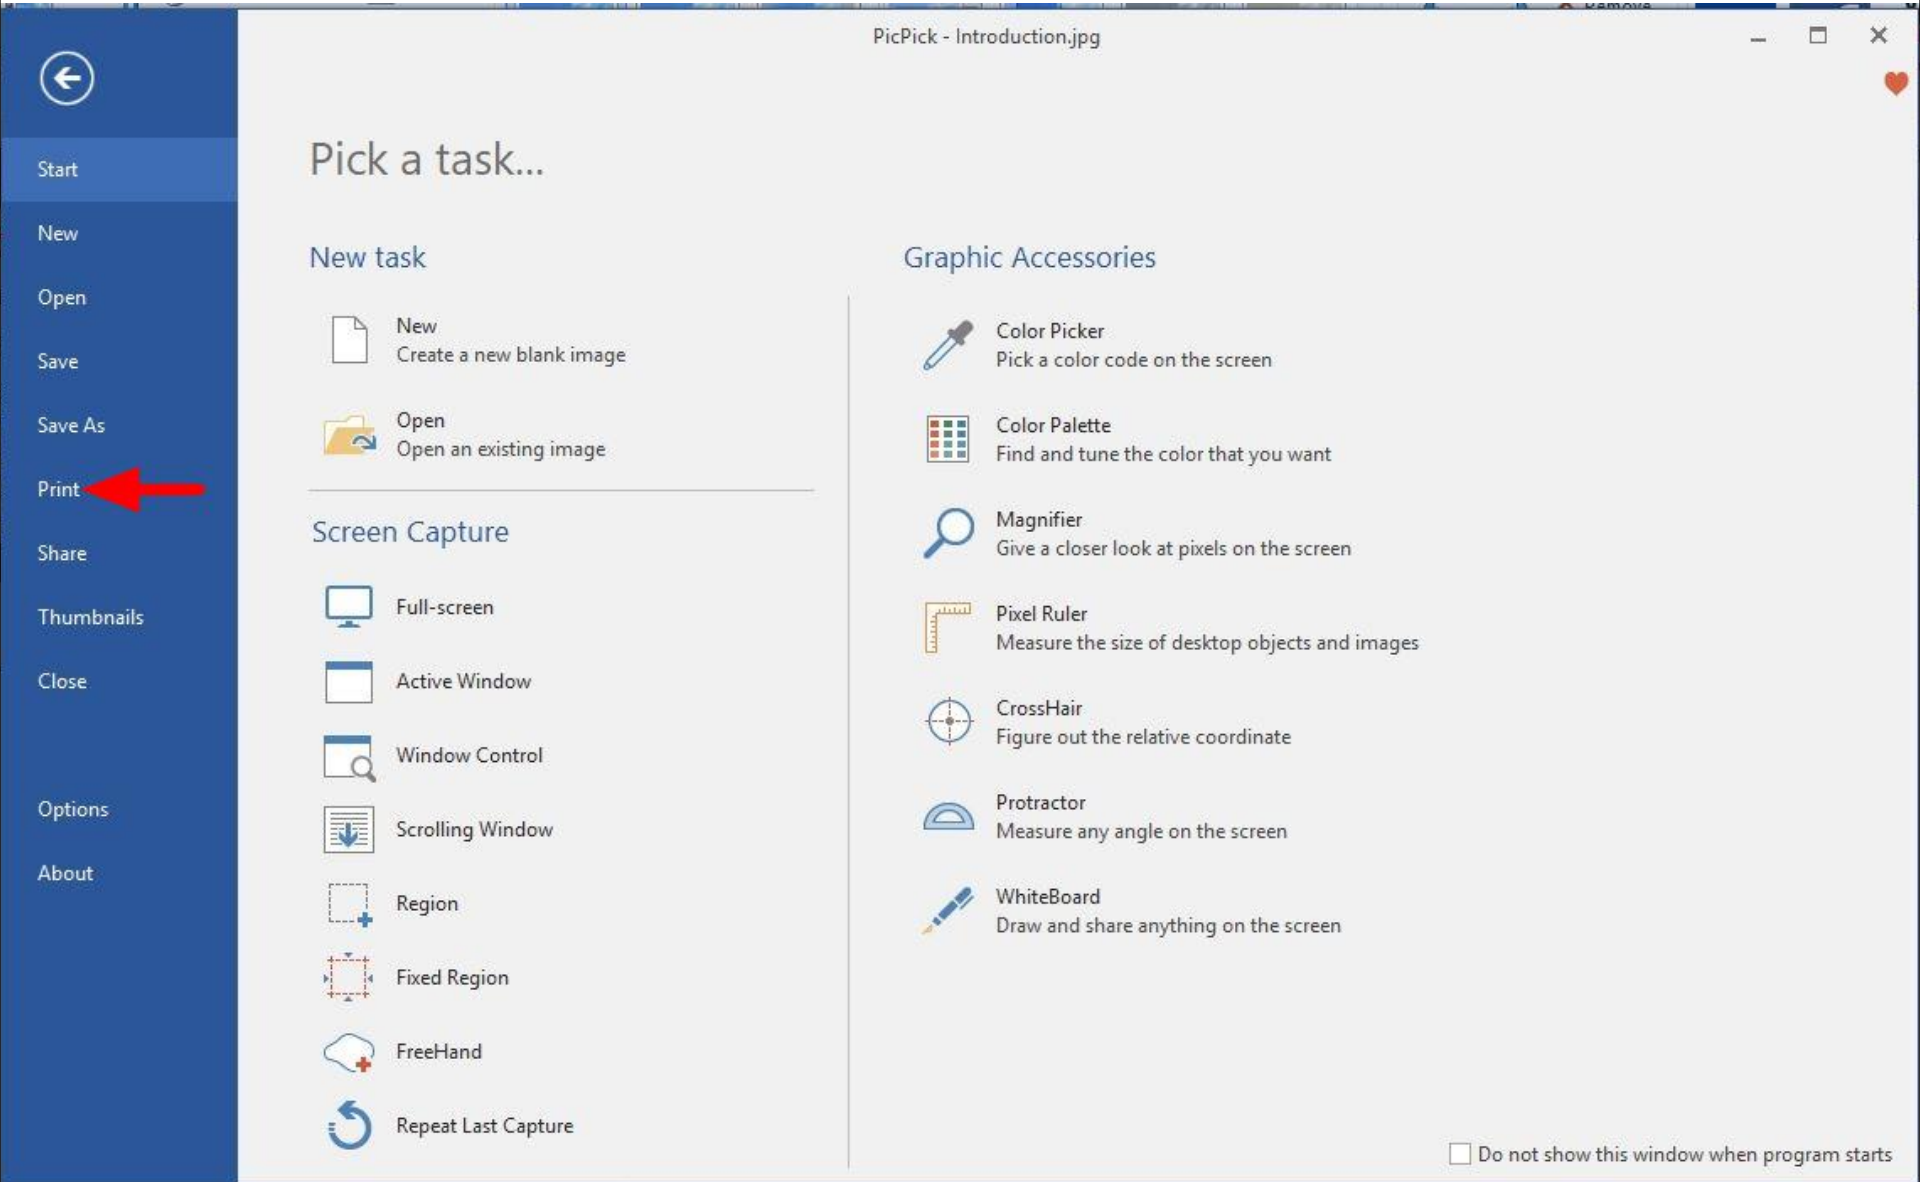 Remove
PicPick - Introduction.jpg
Start
New
Open
Save
Save As
Print
Share
Thumbnails
Close
Options
About
Pick a task...
New task
New
Create a new blank image
Open
Open an existing image
Screen Capture
Full-screen
Active Window
Window Control
Scrolling Window
Region
Fixed Region
FreeHand
Repeat Last Capture
Graphic Accessories
Color Picker
Pick a color code on the screen
Color Palette
Find and tune the color that you want
Magnifier
Give a closer look at pixels on the screen
Pixel Ruler
Measure the size of desktop objects and images
CrossHair
Figure out the relative coordinate
Protractor
Measure any angle on the screen
WhiteBoard
Draw and share anything on the screen
Do not show this window when program starts